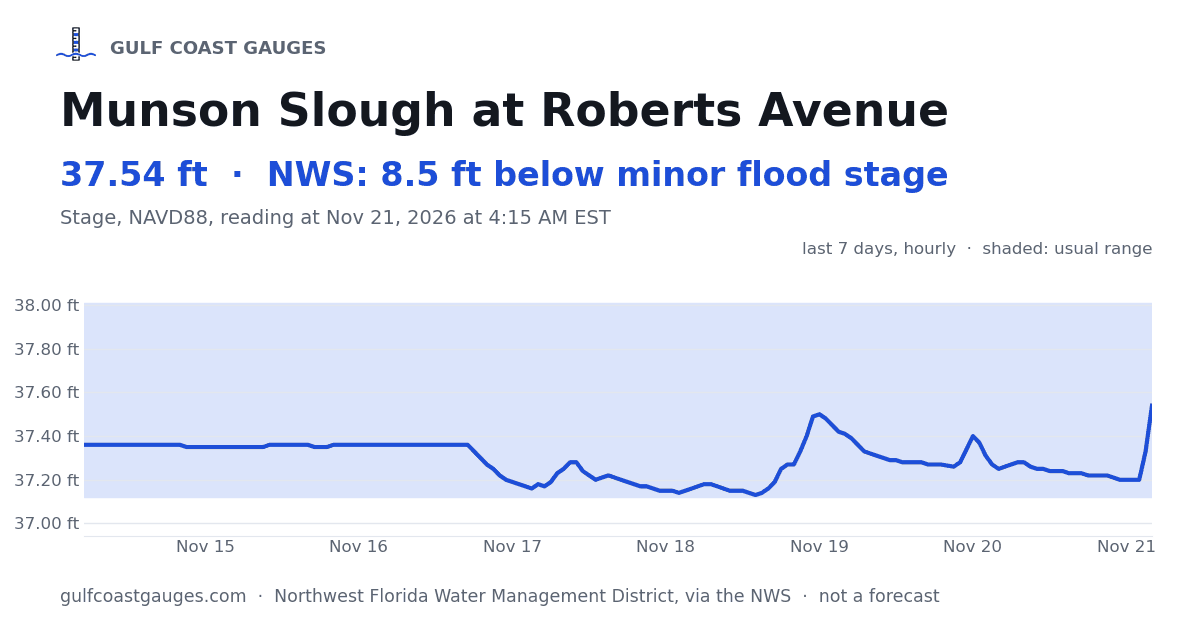 GULF COAST GAUGES
Munson Slough at Roberts Avenue
37.54 ft · NWS: 8.5 ft below minor flood stage
Stage, NAVD88, reading at Nov 21, 2026 at 4:15 AM EST
last 7 days, hourly · shaded: usual range
38.00 ft
37.80 ft
37.60 ft
37.40 ft
37.20 ft
37.00 ft
Nov 15 Nov 16 Nov 17 Nov 18 Nov 19 Nov 20 Nov 21
gulfcoastgauges.com · Northwest Florida Water Management District, via the NWS · not a forecast